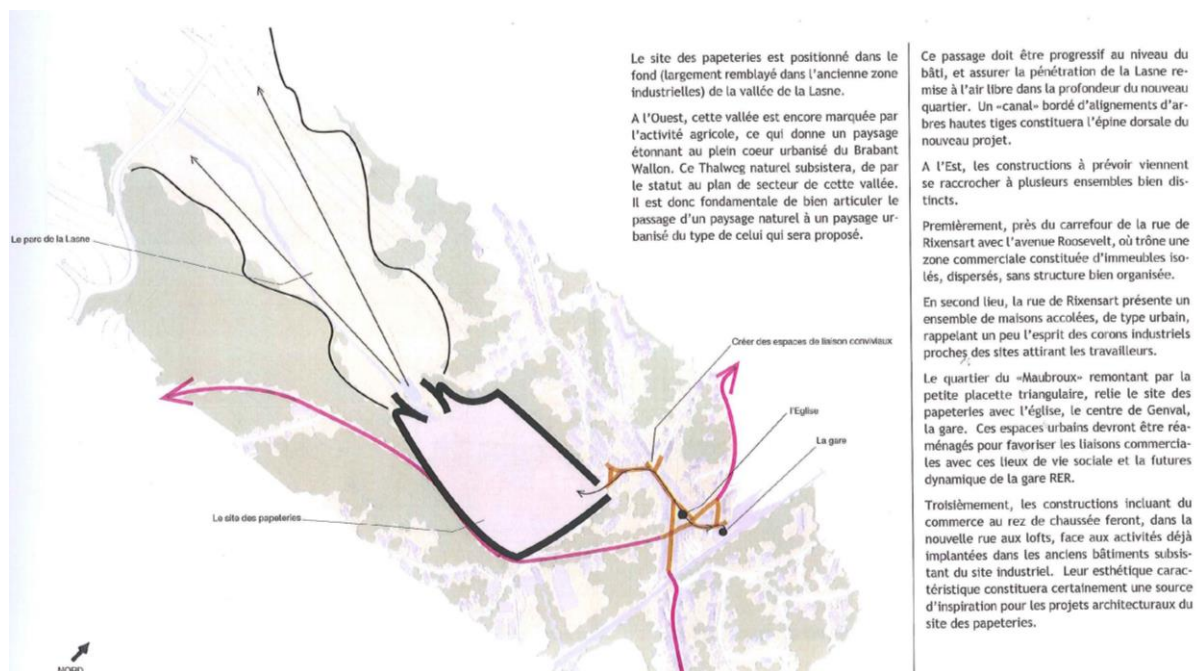 Le site des papeteries est positionné dans le
fond (largement remblayé dans l'ancienne zone
industrielles) de la vallée de la Lasne.
A l'Ouest, cette vallée est encore marquée par
l'activité agricole, ce qui donne un paysage
étonnant au plein coeur urbanisé du Brabant
Wallon. Ce Thalweg naturel subsistera, de par
le statut au plan de secteur de cette vallée.
Il est donc fondamentale de bien articuler le
passage d'un paysage naturel à un paysage ur-
banisé du type de celui qui sera proposé.
Ce passage doit être progressif au niveau du
bâti, et assurer la pénétration de la Lasne re-
mise à l'air libre dans la profondeur du nouveau
quartier. Un «canal» bordé d'alignements d'ar-
bres hautes tiges constituera l'épine dorsale du
nouveau projet.
A l'Est, les constructions à prévoir viennent
se raccrocher à plusieurs ensembles bien dis-
tincts.
Premièrement, près du carrefour de la rue de
Rixensart avec l'avenue Roosevelt, où trône une
zone commerciale constituée d'immeubles iso-
lés, dispersés, sans structure bien organisée.
En second lieu, la rue de Rixensart présente un
ensemble de maisons accolées, de type urbain,
rappelant un peu l'esprit des corons industriels
proches des sites attirant les travailleurs.
Le quartier du «Maubroux» remontant par la
petite placette triangulaire, relie le site des
papeteries avec l'église, le centre de Genval,
la gare. Ces espaces urbains devront être réa-
ménagés pour favoriser les liaisons commercia-
les avec ces lieux de vie sociale et la futures
dynamique de la gare RER.
Troisièmement, les constructions incluant du
commerce au rez de chaussée feront, dans la
nouvelle rue aux lofts, face aux activités déjà
implantées dans les anciens bâtiments subsis-
tant du site industriel. Leur esthétique carac-
téristique constituera certainement une source
d'inspiration pour les projets architecturaux du
site des papeteries.
Le parc de la Lasne
Créer des espaces de liaison conviviaux
l'Eglise
La gare
Le site des papeteries
NORD